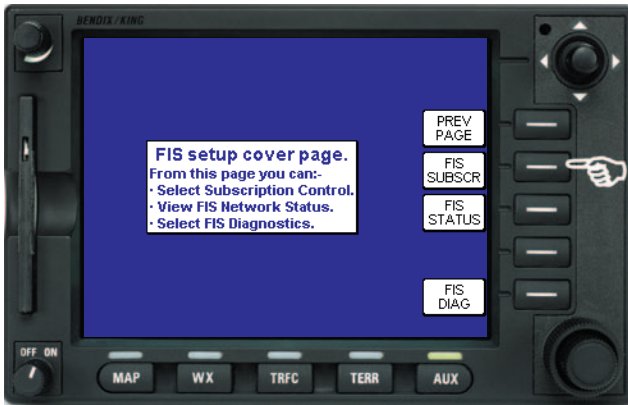 BENDIX/KING
FIS setup cover page.
From this page you can:-
· Select Subscription Control.
· View FIS Network Status.
· Select FIS Diagnostics.
PREV
PAGE
FIS
SUBSCR
FIS
STATUS
FIS
DIAG
OFF ON
MAP
WX
TRFC
TERR
AUX